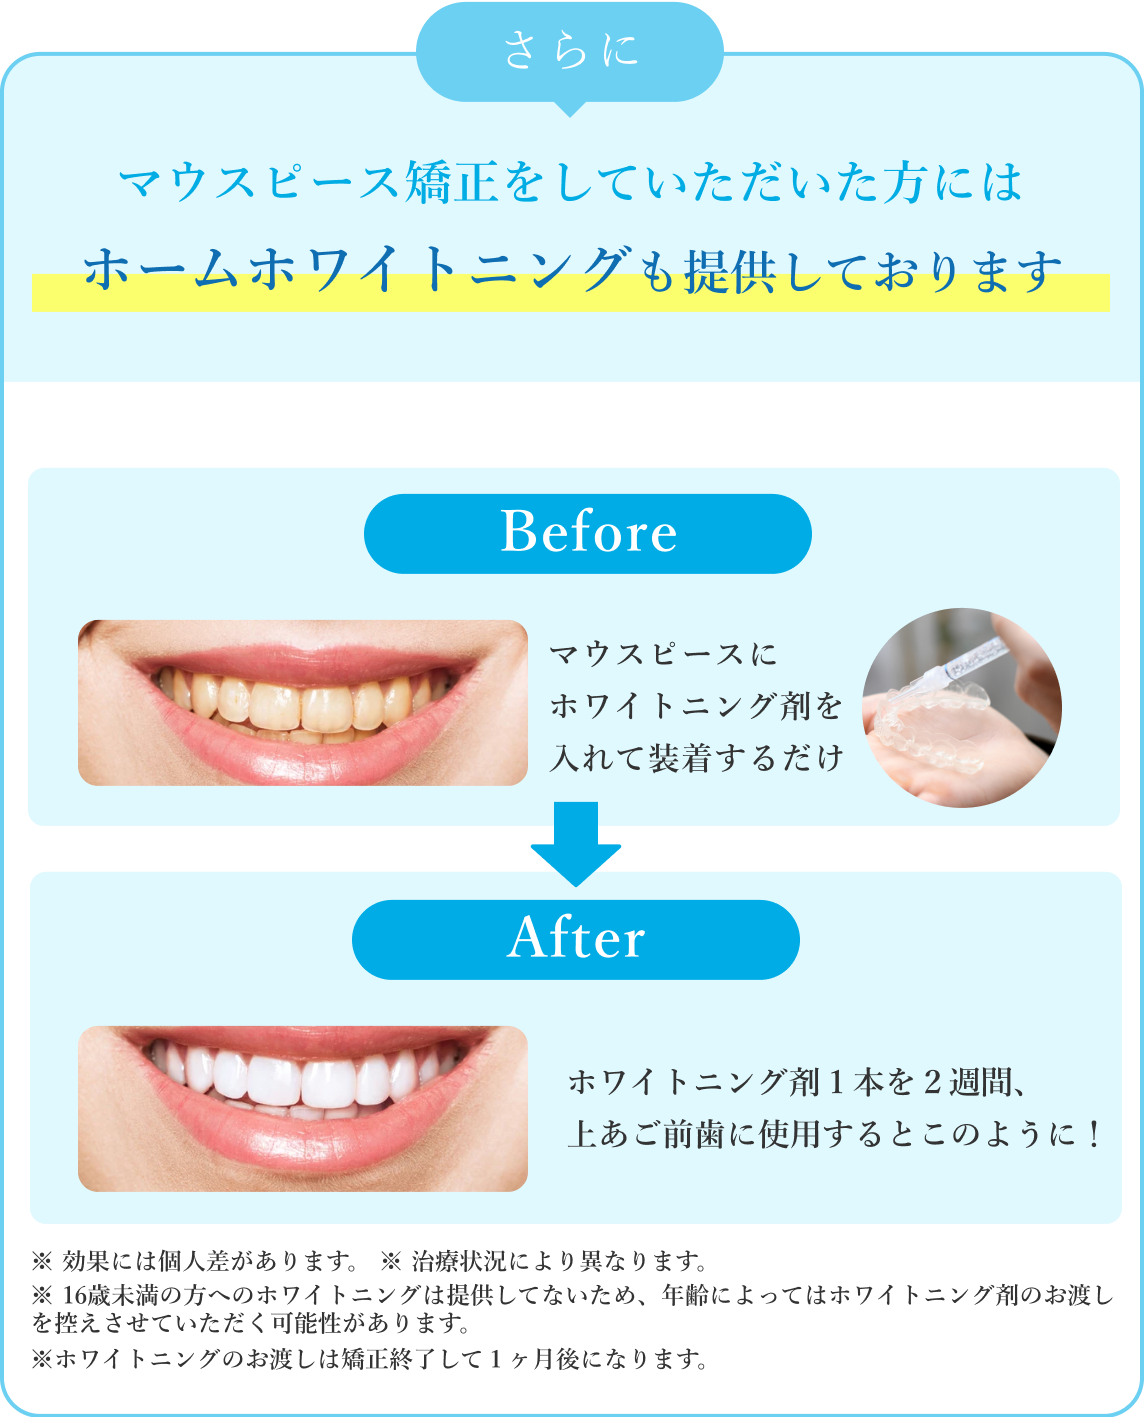 さらに
マウスピース矯正をしていただいた方には
ホームホワイトニングも提供しております
Before
マウスピースに
ホワイトニング剤を
入れて装着するだけ
After
ホワイトニング剤１本を２週間、
上あご前歯に使用するとこのように！
※ 効果には個人差があります。 ※ 治療状況により異なります。
※ 16歳未満の方へのホワイトニングは提供してないため、年齢によってはホワイトニング剤のお渡し
を控えさせていただく可能性があります。
※ホワイトニングのお渡しは矯正終了して１ヶ月後になります。